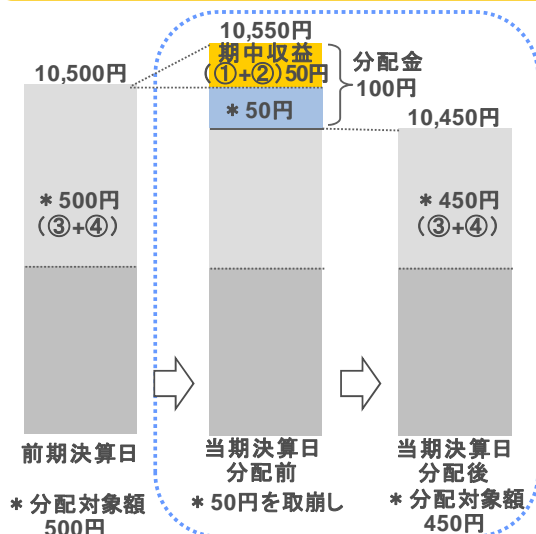 10,550円
期中収益
(①+②)50円
分配金
100円
10,500円
＊50円
10,450円
＊500円
(③+④)
＊450円
(③+④)
前期決算日
当期決算日
分配前
当期決算日
分配後
＊分配対象額
500円
＊50円を取崩し
＊分配対象額
450円